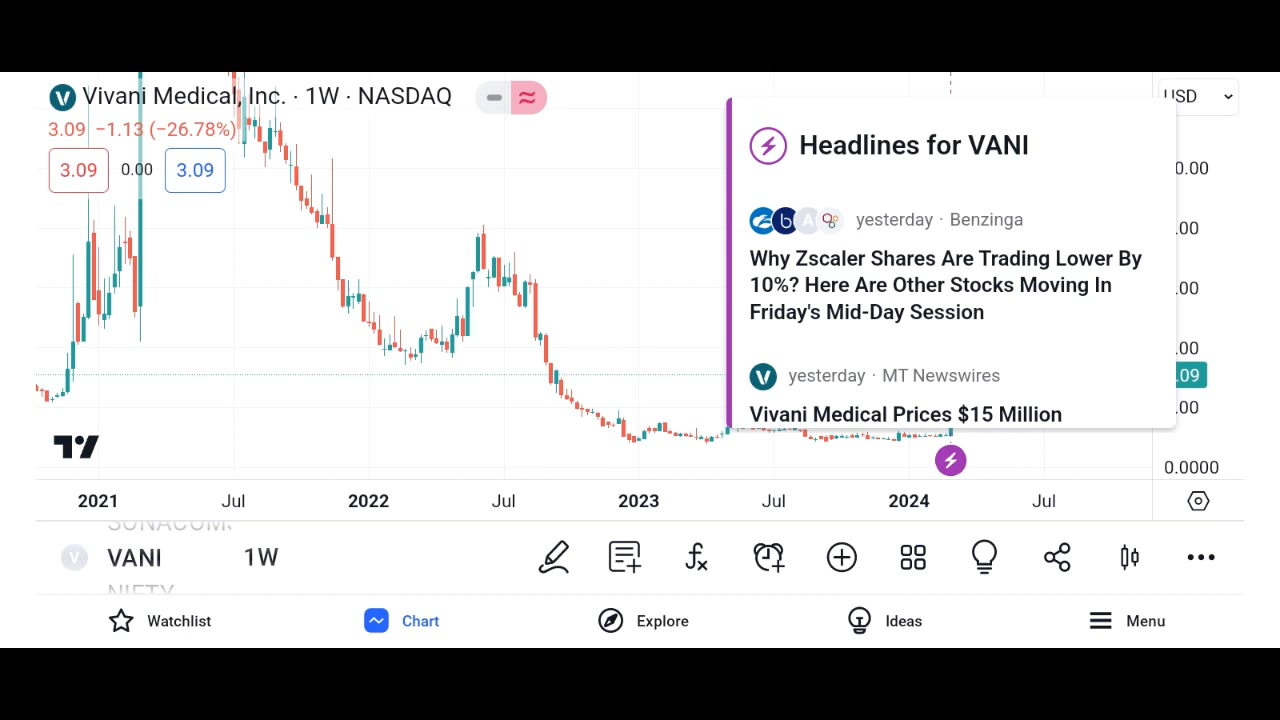 Vivani Medical, Inc. · 1W · NASDAQ
3.09 −1.13 (−26.78%)
3.09 0.00 3.09
USD
Headlines for VANI
yesterday · Benzinga
Why Zscaler Shares Are Trading Lower By
10%? Here Are Other Stocks Moving In
Friday's Mid-Day Session
yesterday · MT Newswires
Vivani Medical Prices $15 Million
0.00
.00
.00
.00
.09
.00
0.0000
2021 Jul 2022 Jul 2023 Jul 2024 Jul
VANI 1W
NIFTY
Watchlist Chart Explore Ideas Menu